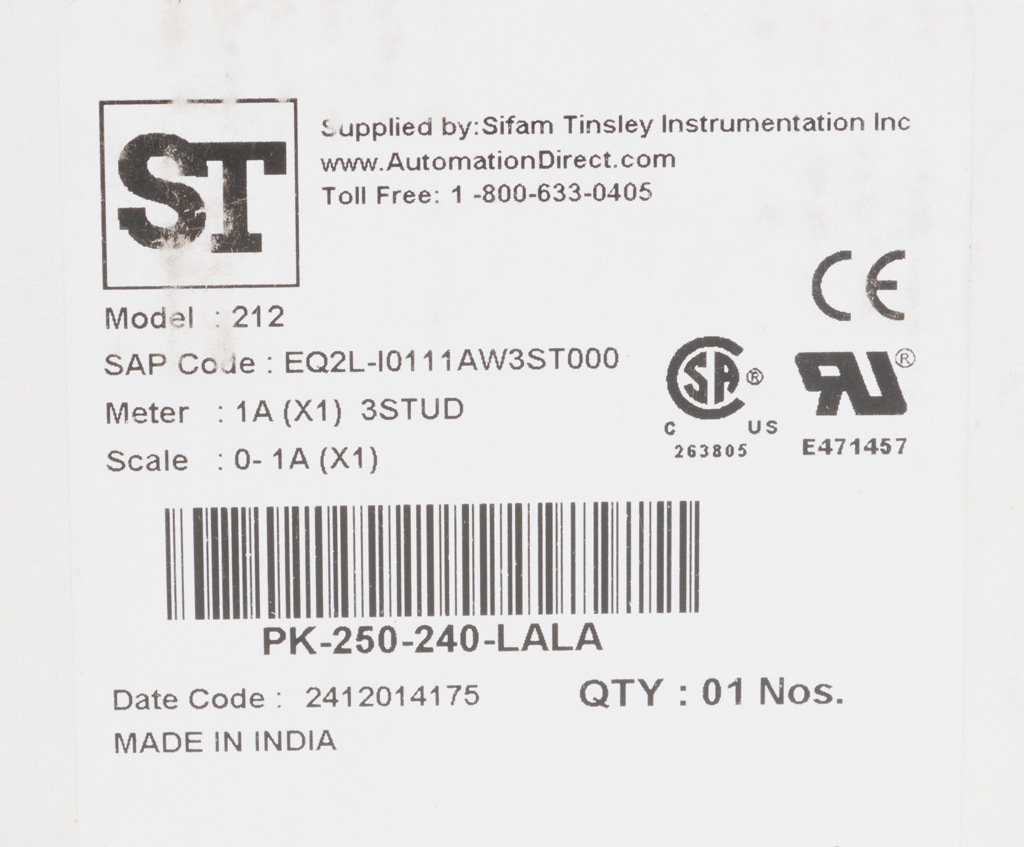 ST
Supplied by:Sifam Tinsley Instrumentation Inc
www.AutomationDirect.com
Toll Free: 1 -800-633-0405
CE
Model : 212
SAP Code : EQ2L-I0111AW3ST000
Meter : 1A (X1) 3STUD
Scale : 0- 1A (X1)
SA ®
C US
263805
RU ®
E471457
PK-250-240-LALA
Date Code : 2412014175
QTY : 01 Nos.
MADE IN INDIA